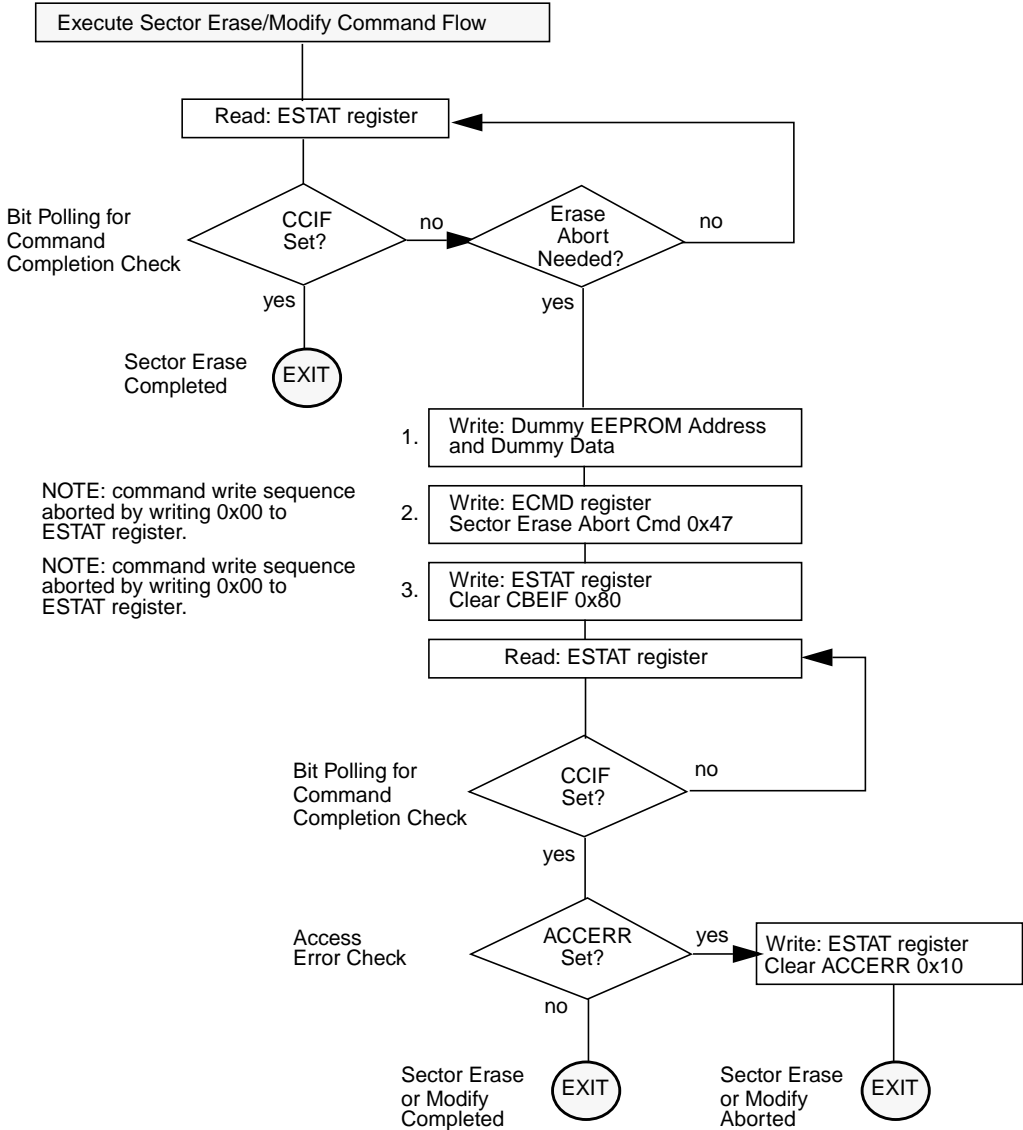 Execute Sector Erase/Modify Command Flow
Read: ESTAT register
Bit Polling for
Command
Completion Check
CCIF
Set?
no
Erase
Abort
Needed?
no
yes
yes
Sector Erase
Completed
EXIT
1.
Write: Dummy EEPROM Address
and Dummy Data
NOTE: command write sequence
aborted by writing 0x00 to
ESTAT register.
2.
Write: ECMD register
Sector Erase Abort Cmd 0x47
NOTE: command write sequence
aborted by writing 0x00 to
ESTAT register.
3.
Write: ESTAT register
Clear CBEIF 0x80
Read: ESTAT register
Bit Polling for
Command
Completion Check
CCIF
Set?
no
yes
Access
Error Check
ACCERR
Set?
yes
Write: ESTAT register
Clear ACCERR 0x10
no
Sector Erase
or Modify
Completed
EXIT
Sector Erase
or Modify
Aborted
EXIT